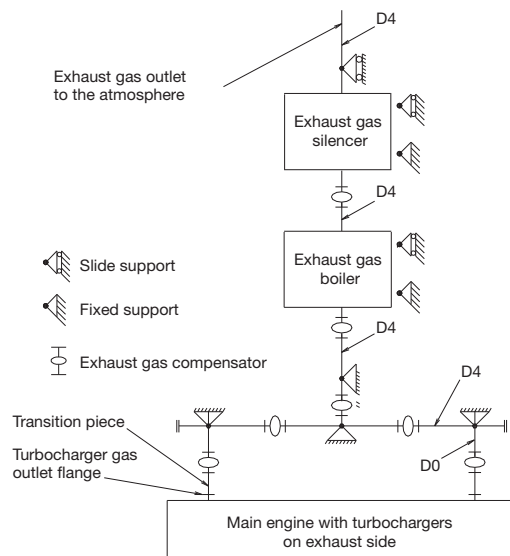 D4
Exhaust gas outlet
to the atmosphere
Exhaust gas
silencer
D4
Exhaust gas
boiler
Slide support
Fixed support
D4
Exhaust gas compensator
D4
Transition piece
D0
Turbocharger gas
outlet flange
Main engine with turbochargers
on exhaust side